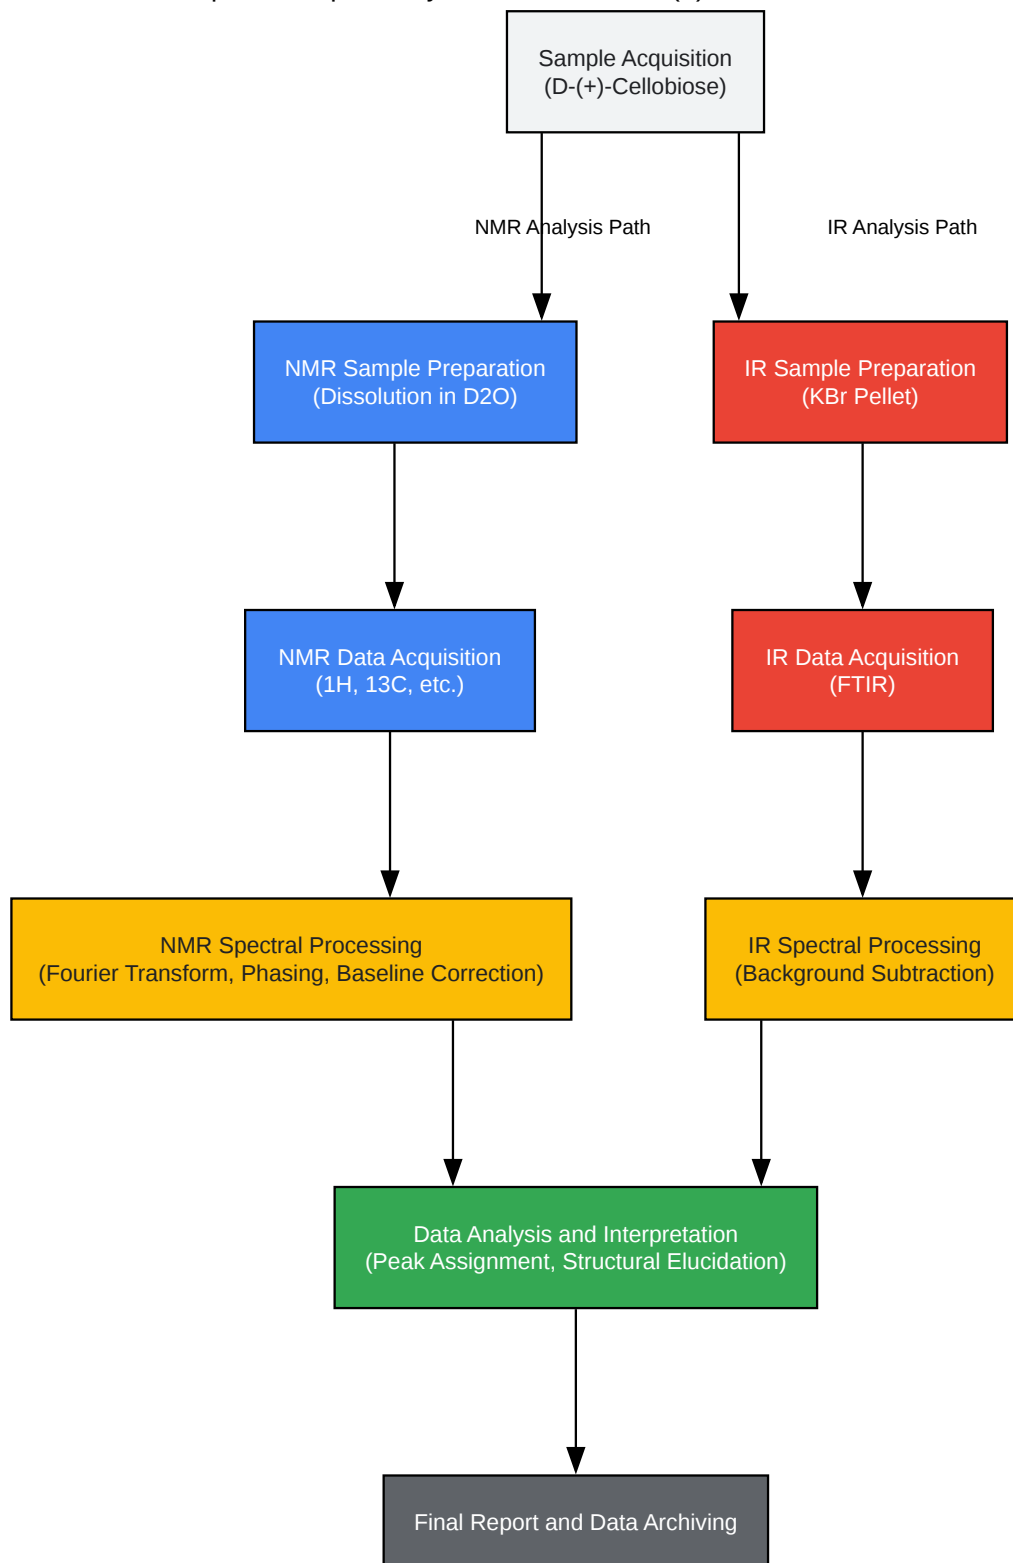 Sample Acquisition
(D-(+)-Cellobiose)
NMR Analysis Path
IR Analysis Path
NMR Sample Preparation
(Dissolution in D2O)
IR Sample Preparation
(KBr Pellet)
NMR Data Acquisition
(1H, 13C, etc.)
IR Data Acquisition
(FTIR)
NMR Spectral Processing
(Fourier Transform, Phasing, Baseline Correction)
IR Spectral Processing
(Background Subtraction)
Data Analysis and Interpretation
(Peak Assignment, Structural Elucidation)
Final Report and Data Archiving